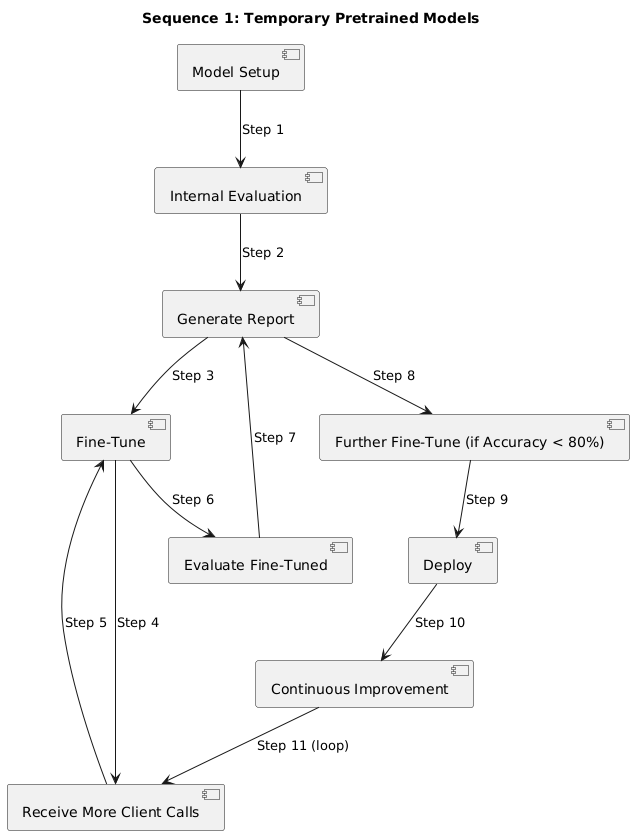 Sequence 1: Temporary Pretrained Models
Model Setup
Step 1
Internal Evaluation
Step 2
Generate Report
Step 3
Step 8
Fine-Tune
Step 7
Further Fine-Tune (if Accuracy < 80%)
Step 6
Step 9
Evaluate Fine-Tuned
Deploy
Step 5
Step 4
Step 10
Continuous Improvement
Step 11 (loop)
Receive More Client Calls